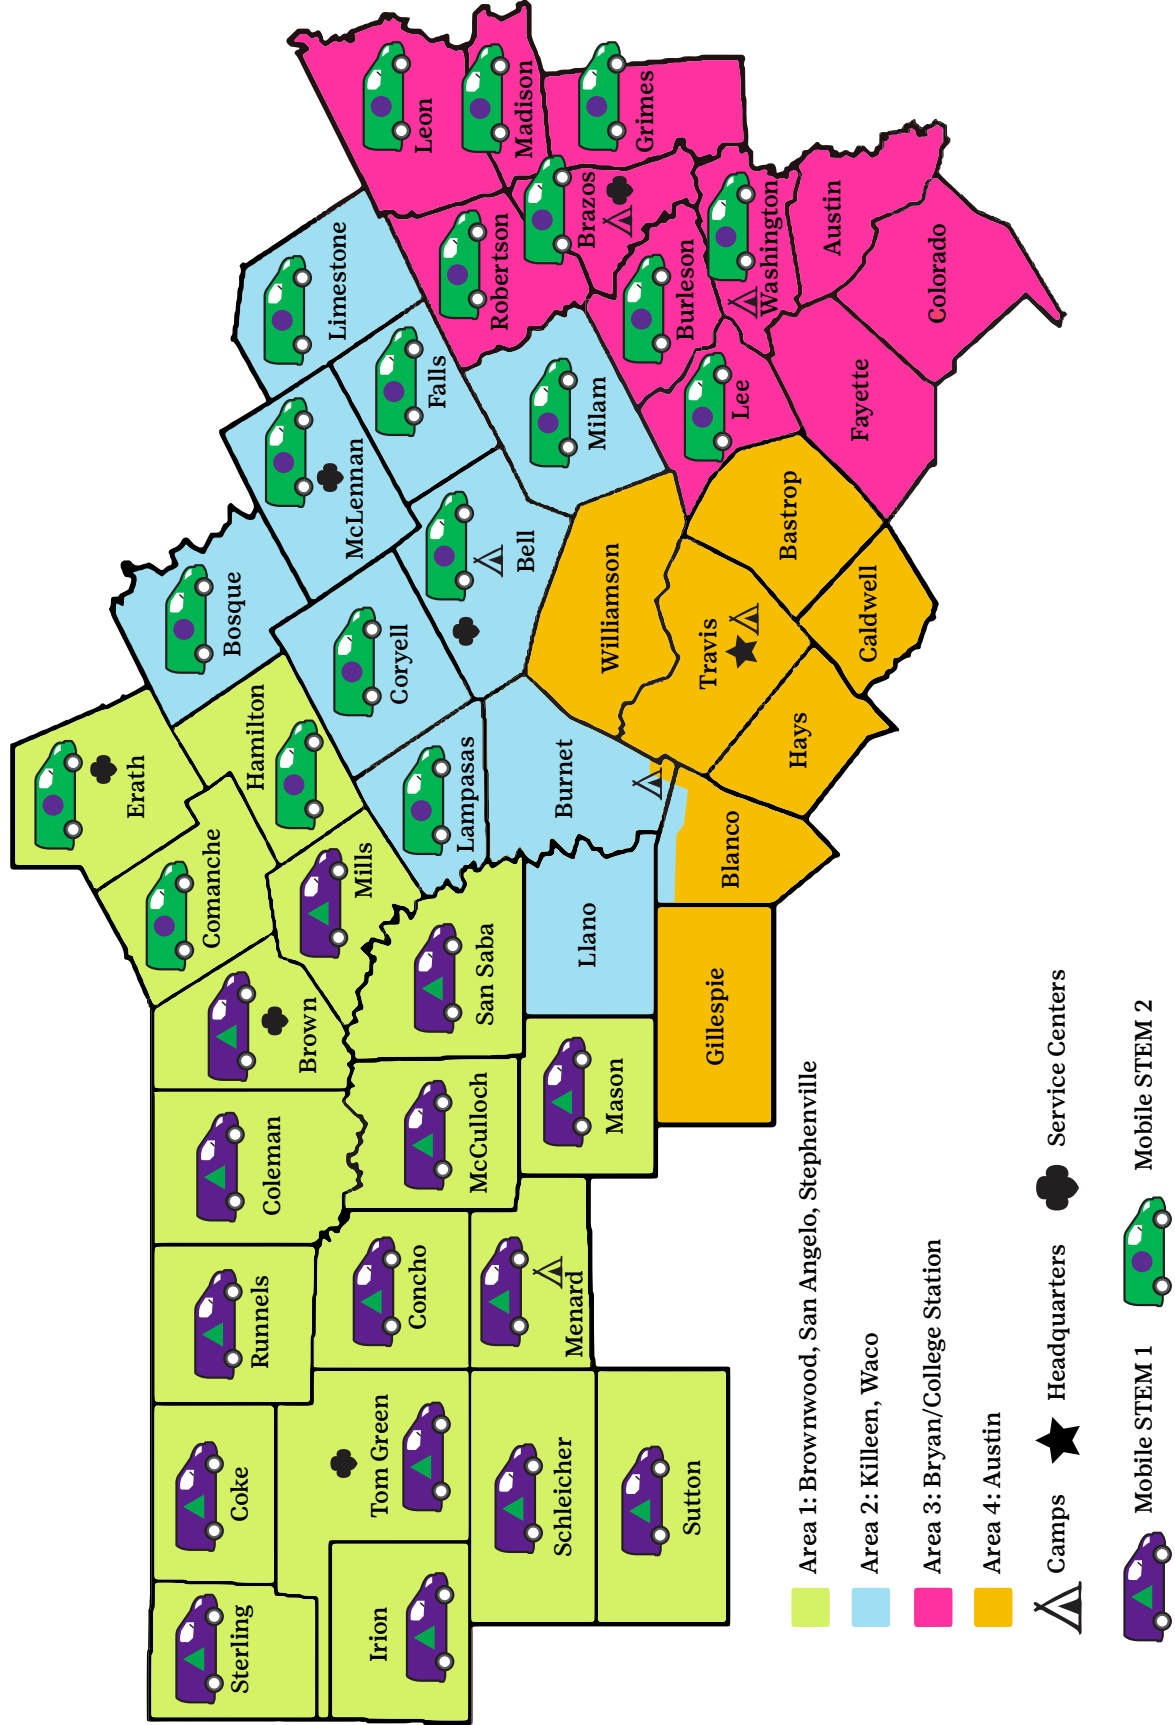 Erath
Comanche
Hamilton
Bosque
Limestone
Leon
Brown
Mills
McLennan
Falls
Madison
Coleman
Coryell
Robertson
Grimes
Runnels
San Saba
Lampasas
Bell
Milam
Brazos
Coke
McCulloch
Burleson
Sterling
Tom Green
Concho
Burnet
Williamson
Lee
Washington
Irion
Menard
Mason
Llano
Travis
Bastrop
Austin
Schleicher
Gillespie
Blanco
Hays
Caldwell
Fayette
Colorado
Sutton
Area 1: Brownwood, San Angelo, Stephenville
Area 2: Killeen, Waco
Area 3: Bryan/College Station
Area 4: Austin
Camps Headquarters Service Centers
Mobile STEM 1 Mobile STEM 2